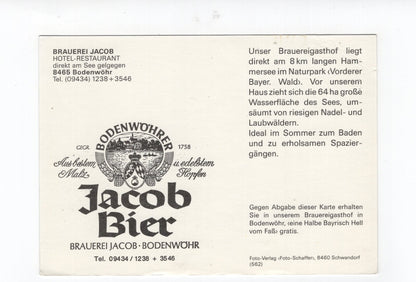 BRAUEREI JACOB
HOTEL-RESTAURANT
direkt am See gelgegen
8465 Bodenwöhr
Tel. (09434) 1238 + 3546
BODENWÖHRER
GEGR. 1758
Aus bestem Malz
u. edelstem Hopfen
Jacob
Bier
BRAUEREI JACOB · BODENWÖHR
Tel. 09434 / 1238 + 3546
Unser Brauereigasthof liegt
direkt am 8 km langen Ham-
mersee im Naturpark ‹Vorderer
Bayer. Wald›. Vor unserem
Haus zieht sich die 64 ha große
Wasserfläche des Sees, um-
säumt von riesigen Nadel- und
Laubwäldern.
Ideal im Sommer zum Baden
und zu erholsamen Spazier-
gängen.
Gegen Abgabe dieser Karte erhalten
Sie in unserem Brauereigasthof in
Bodenwöhr, ‹eine Halbe Bayrisch Hell
vom Faß› gratis.
Foto-Verlag ‹Foto-Schaffer›, 8460 Schwandorf
(562)